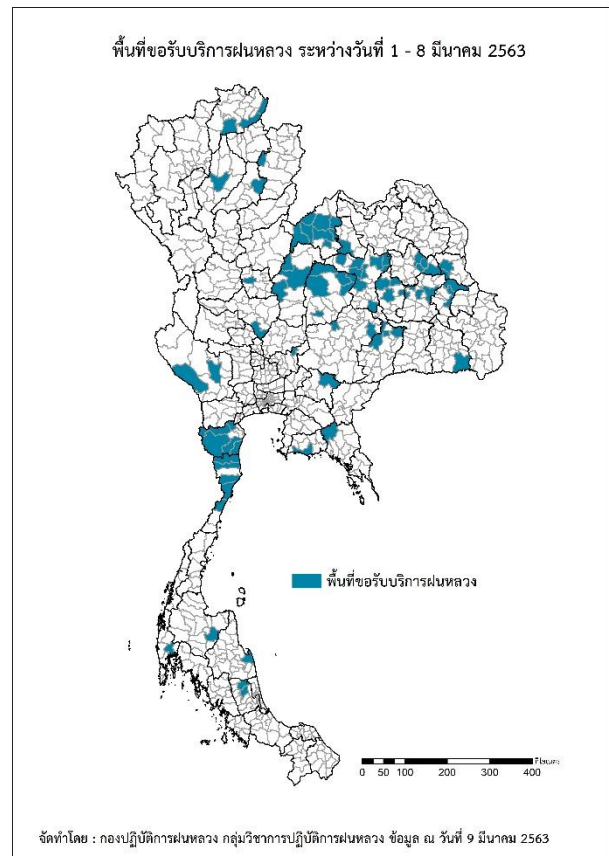 พื้นที่ขอรับบริการฝนหลวง ระหว่างวันที่ 1 - 8 มีนาคม 2563
พื้นที่ขอรับบริการฝนหลวง
0 50 100 200 300 400
จัดทำโดย : กองปฏิบัติการฝนหลวง กลุ่มวิชาการปฏิบัติการฝนหลวง ข้อมูล ณ วันที่ 9 มีนาคม 2563